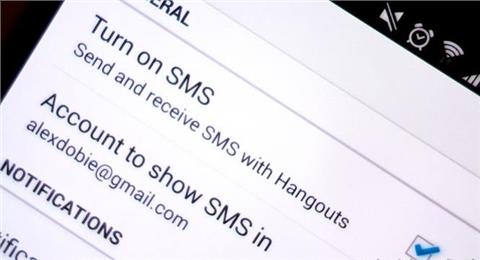 ERAL
Turn on SMS
Send and receive SMS with Hangouts
Account to show SMS in
alexdobie@gmail.com
NOTIFICATIONS